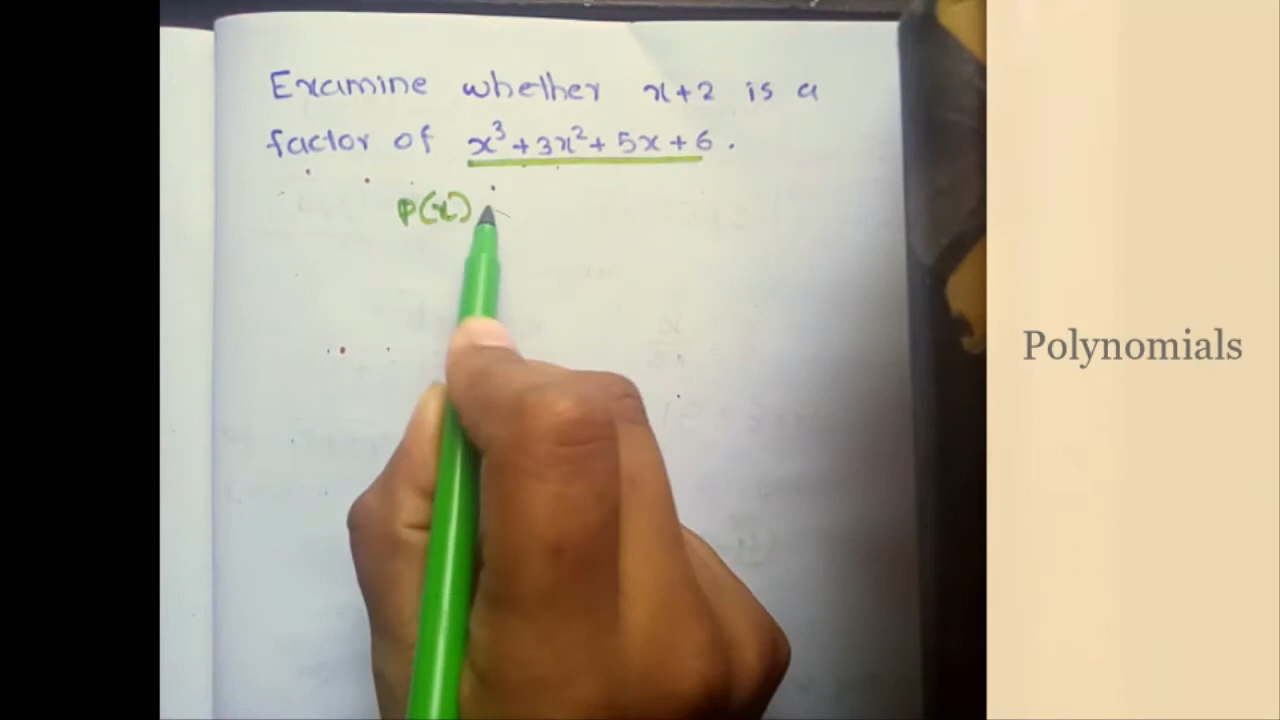 Examine whether x+2 is a
factor of x³+3x²+5x+6.
p(x)
Polynomials